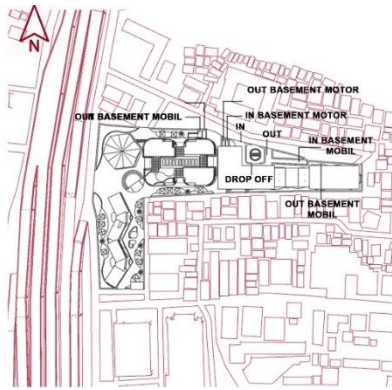 N
OUT BASEMENT MOTOR
OUT BASEMENT MOBIL
IN BASEMENT MOTOR
IN
OUT
IN BASEMENT
MOBIL
DROP OFF
OUT BASEMENT
MOBIL